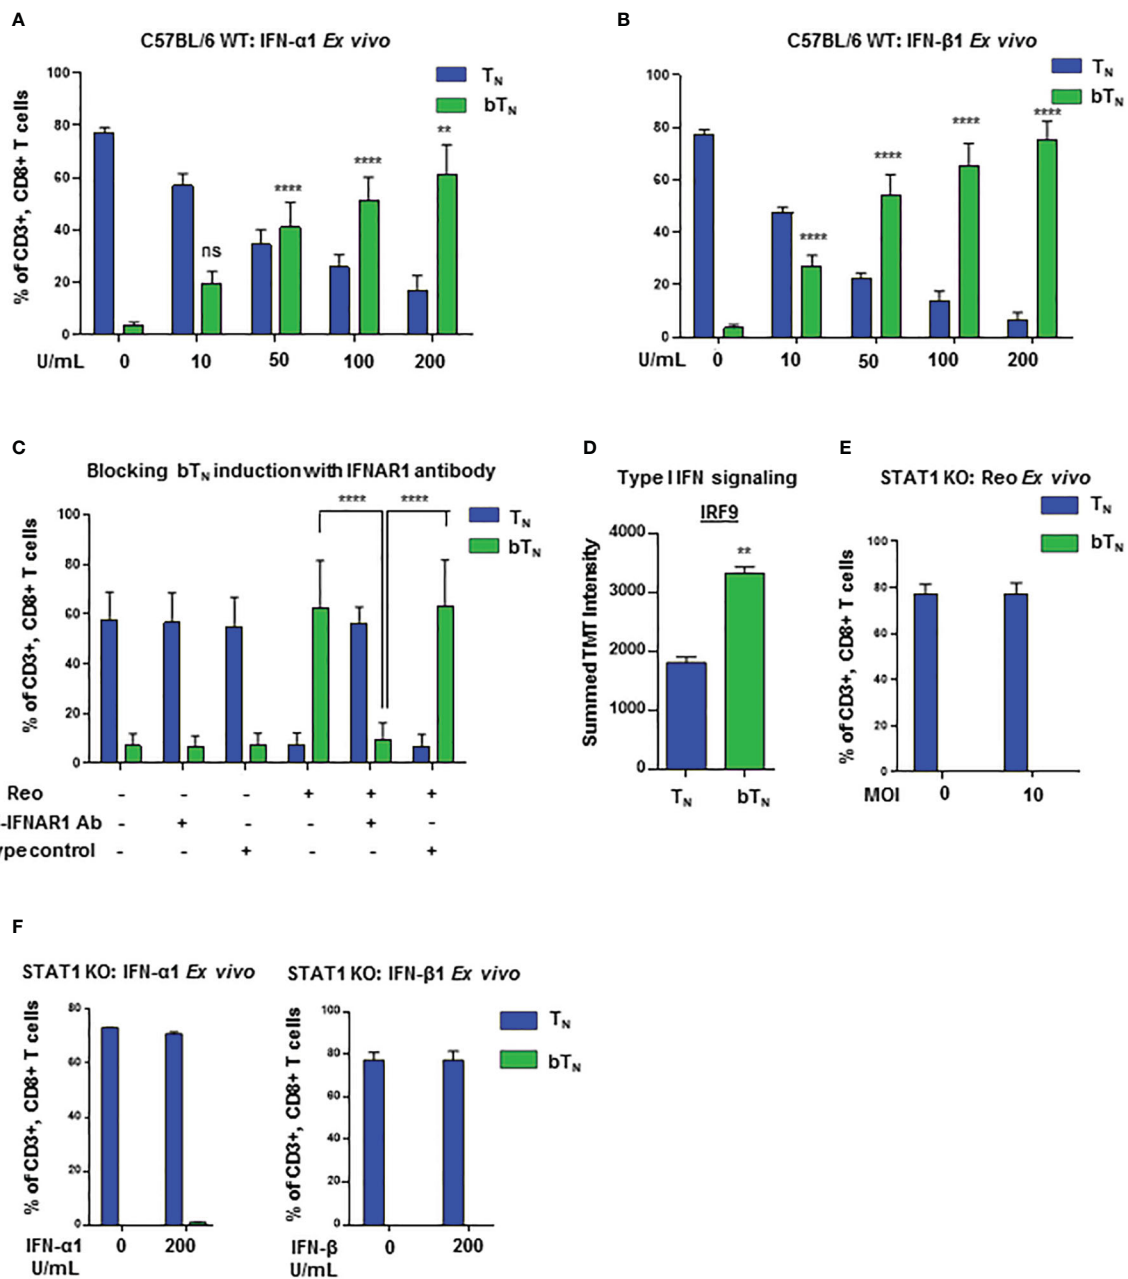 A
C57BL/6 WT: IFN-α1 Ex vivo
% of CD3+, CD8+ T cells
100
80
60
40
20
0
TN
bTN
ns
****
****
**
U/mL 0 10 50 100 200
B
C57BL/6 WT: IFN-β1 Ex vivo
100
80
60
40
20
0
TN
bTN
****
****
****
****
U/mL 0 10 50 100 200
C
Blocking bTN induction with IFNAR1 antibody
% of CD3+, CD8+ T cells
100
80
60
40
20
0
**** ****
TN
bTN
Reo - - - + + +
-IFNAR1 Ab - + - - + -
ype control - - + - - +
D
Type I IFN signaling
IRF9
Summed TMT Intensity
4000
3000
2000
1000
0
**
TN bTN
E
STAT1 KO: Reo Ex vivo
% of CD3+, CD8+ T cells
100
80
60
40
20
0
TN
bTN
MOI 0 10
F
STAT1 KO: IFN-α1 Ex vivo
% of CD3+, CD8+ T cells
80
60
40
20
0
IFN-α1 0 200
U/mL
STAT1 KO: IFN-β1 Ex vivo
% of CD3+, CD8+ T cells
100
80
60
40
20
0
TN
bTN
IFN-β 0 200
U/mL